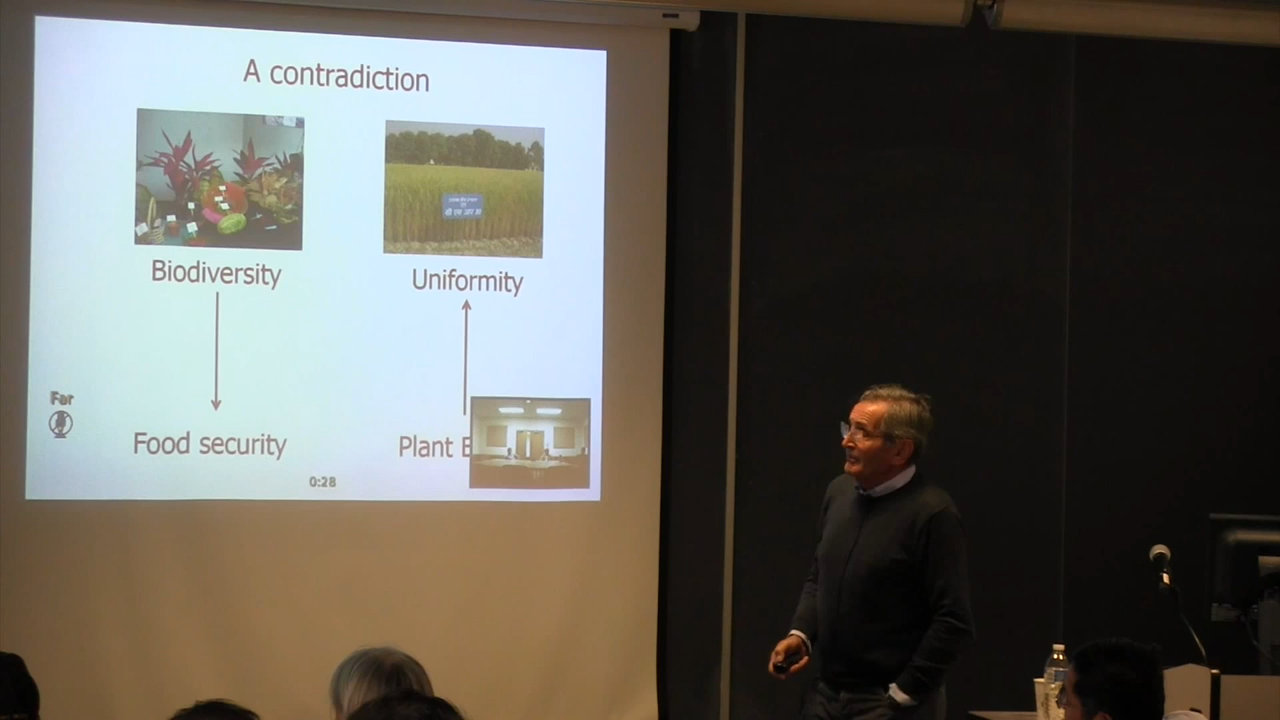 A contradiction
Biodiversity
Uniformity
Far
Food security
Plant
0:28